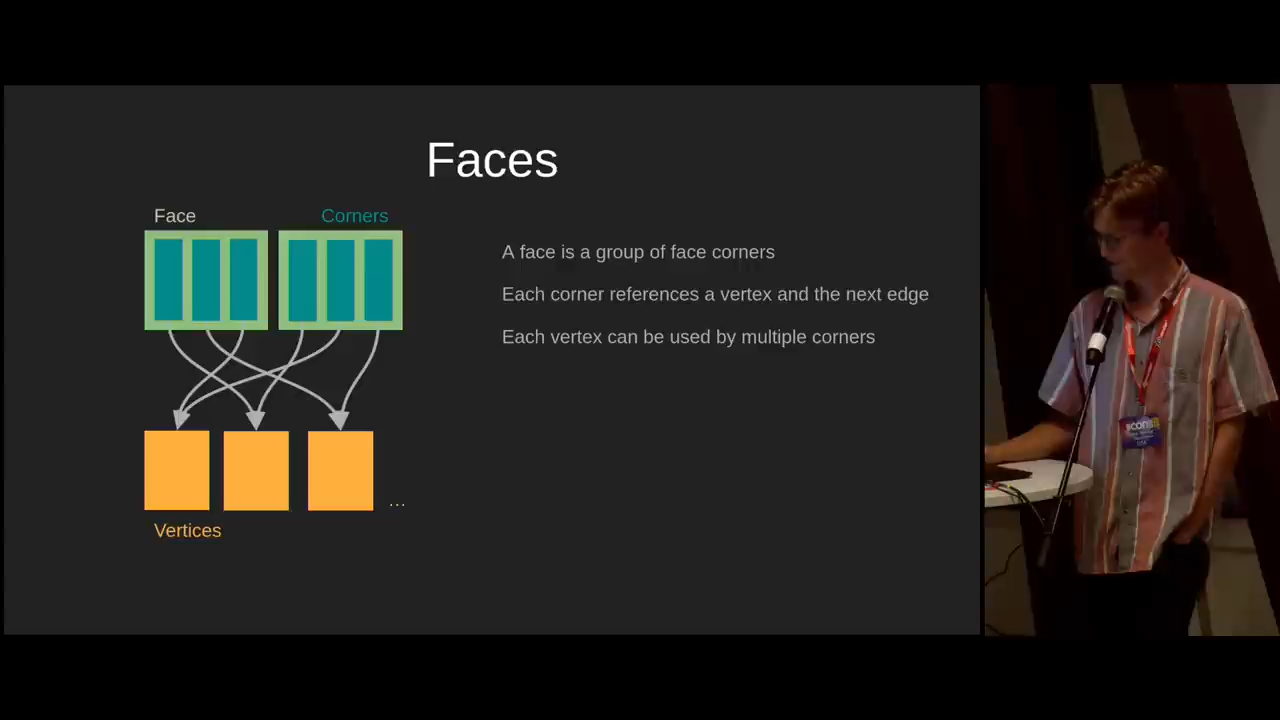 Faces
Face
Corners
A face is a group of face corners
Each corner references a vertex and the next edge
Each vertex can be used by multiple corners
...
Vertices